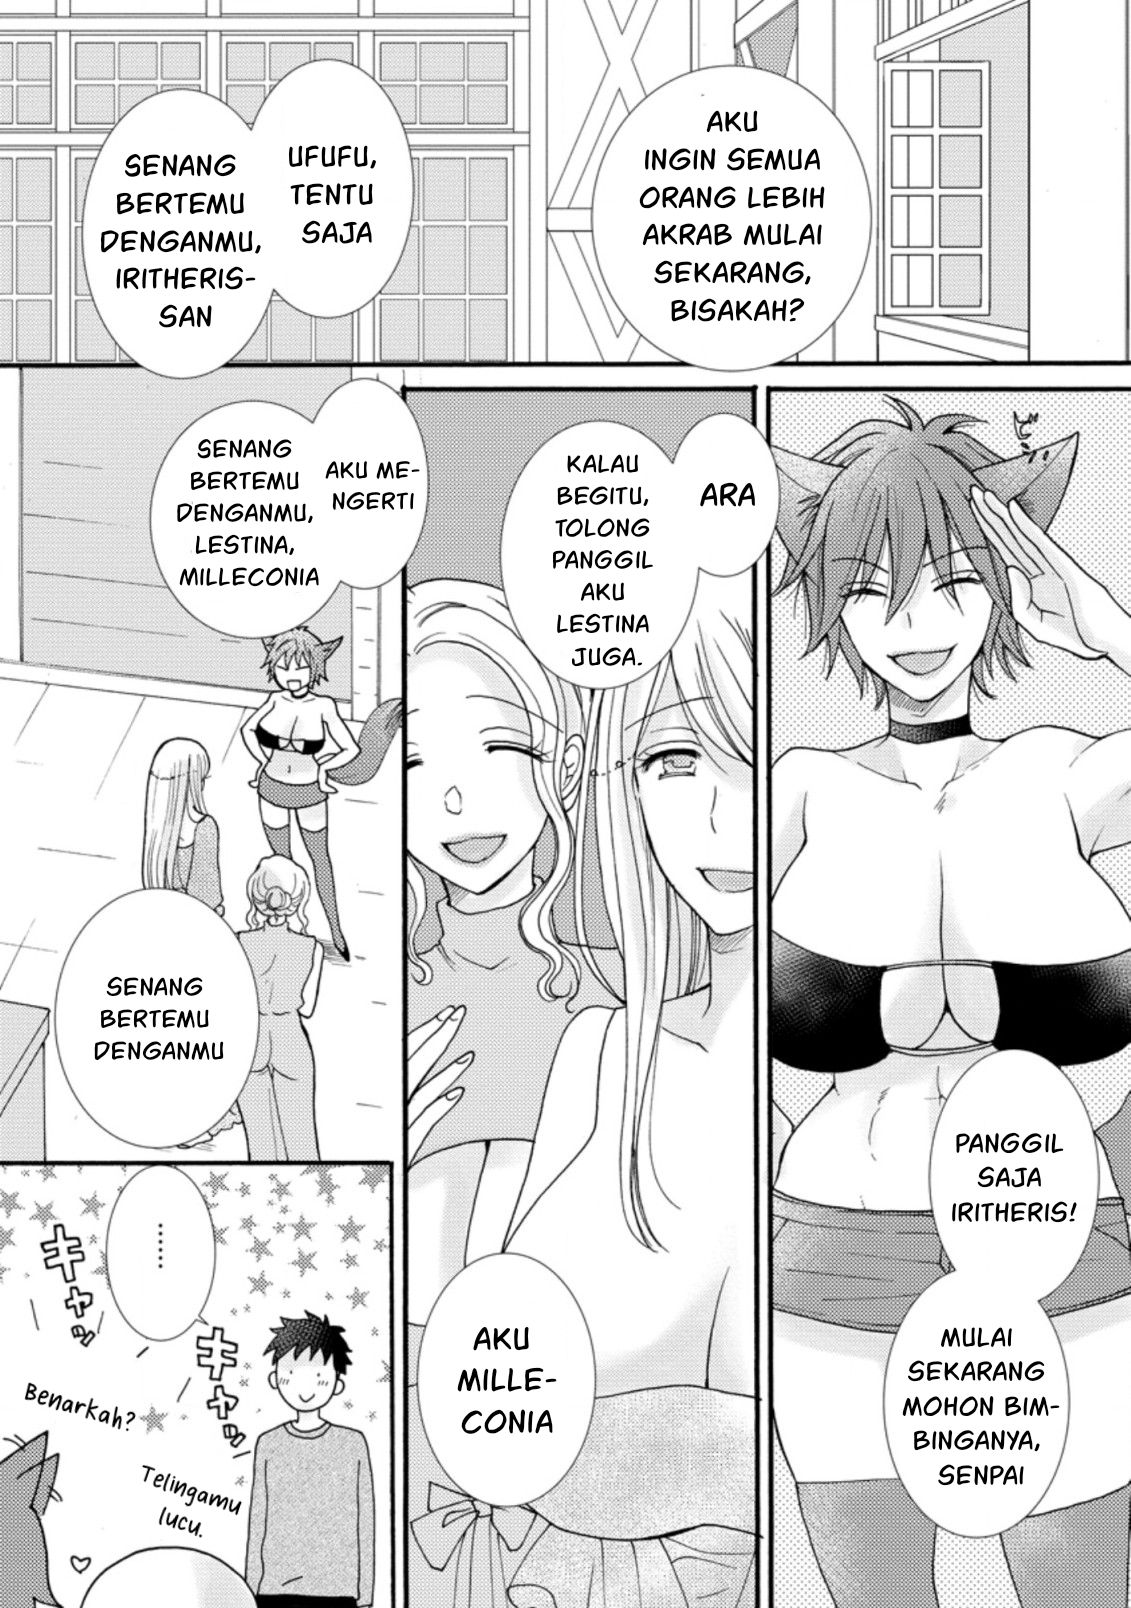 AKU
INGIN SEMUA
ORANG LEBIH
AKRAB MULAI
SEKARANG,
BISAKAH?
UFUFU,
TENTU
SAJA
SENANG
BERTEMU
DENGANMU,
IRITHERIS-
SAN
PANGGIL
SAJA
IRITHERIS!
MULAI
SEKARANG
MOHON BIM-
BINGANYA,
SENPAI
ARA
KALAU
BEGITU,
TOLONG
PANGGIL
AKU
LESTINA
JUGA.
AKU
MILLE-
CONIA
AKU ME-
NGERTI
SENANG
BERTEMU
DENGANMU,
LESTINA,
MILLECONIA
SENANG
BERTEMU
DENGANMU
........
キャッ
キャッ
Benarkah?
Telingamu
lucu.